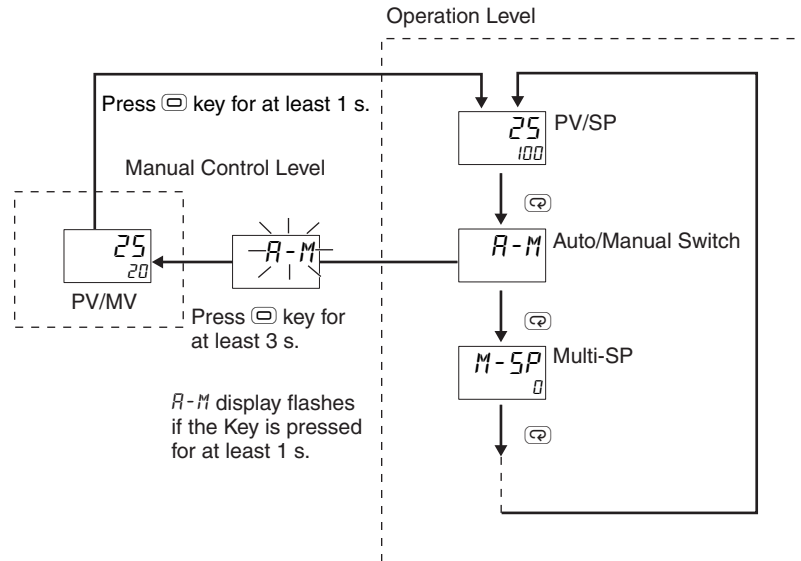 Operation Level
Press key for at least 1 s.
25
100
PV/SP
Manual Control Level
A-M
Auto/Manual Switch
25
20
PV/MV
A-M
Press key for
at least 3 s.
M-SP
0
Multi-SP
A-M display flashes
if the Key is pressed
for at least 1 s.